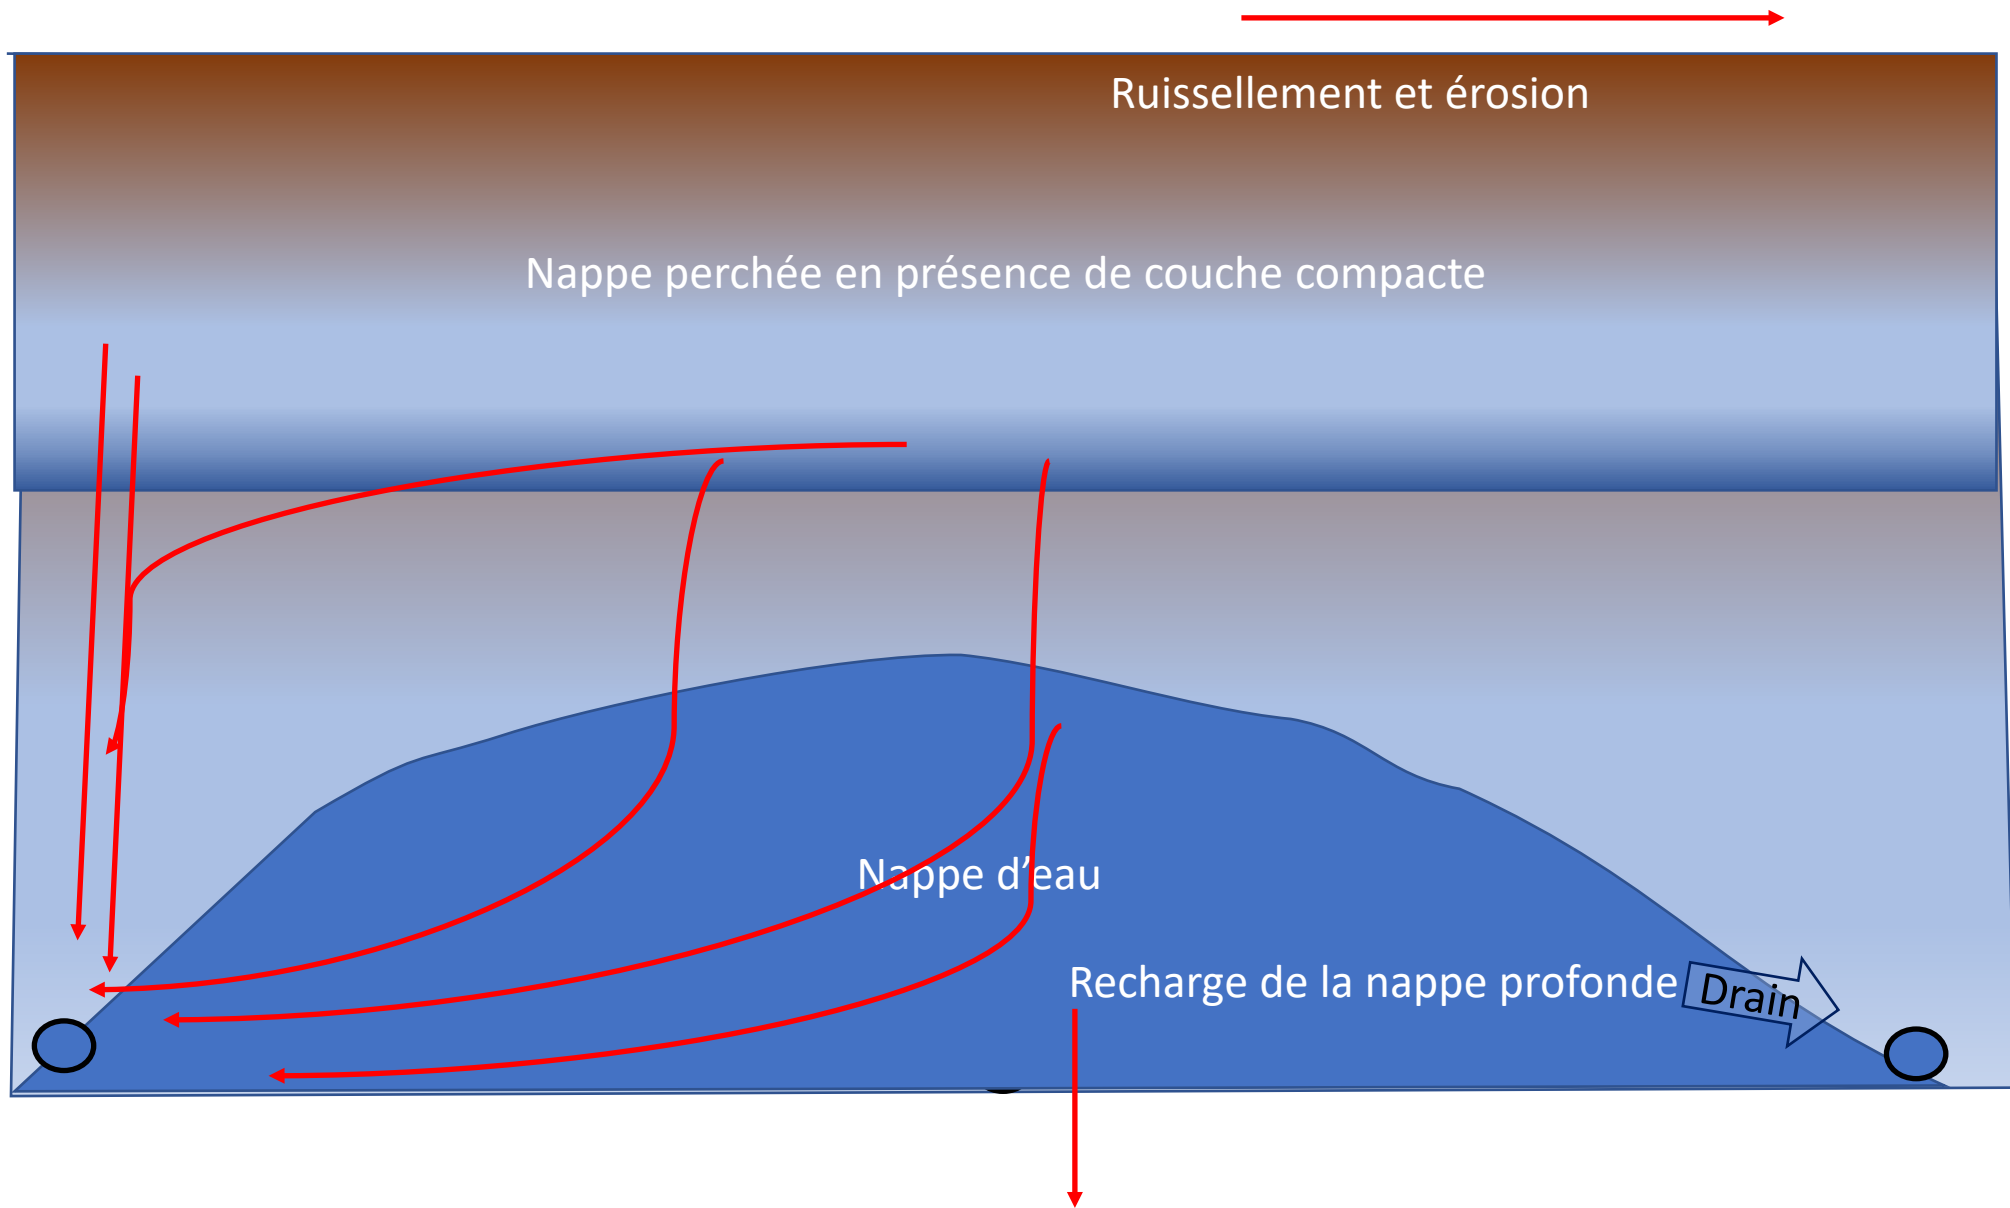 Ruissellement et érosion
Nappe perchée en présence de couche compacte
Nappe d’eau
Recharge de la nappe profonde
Drain